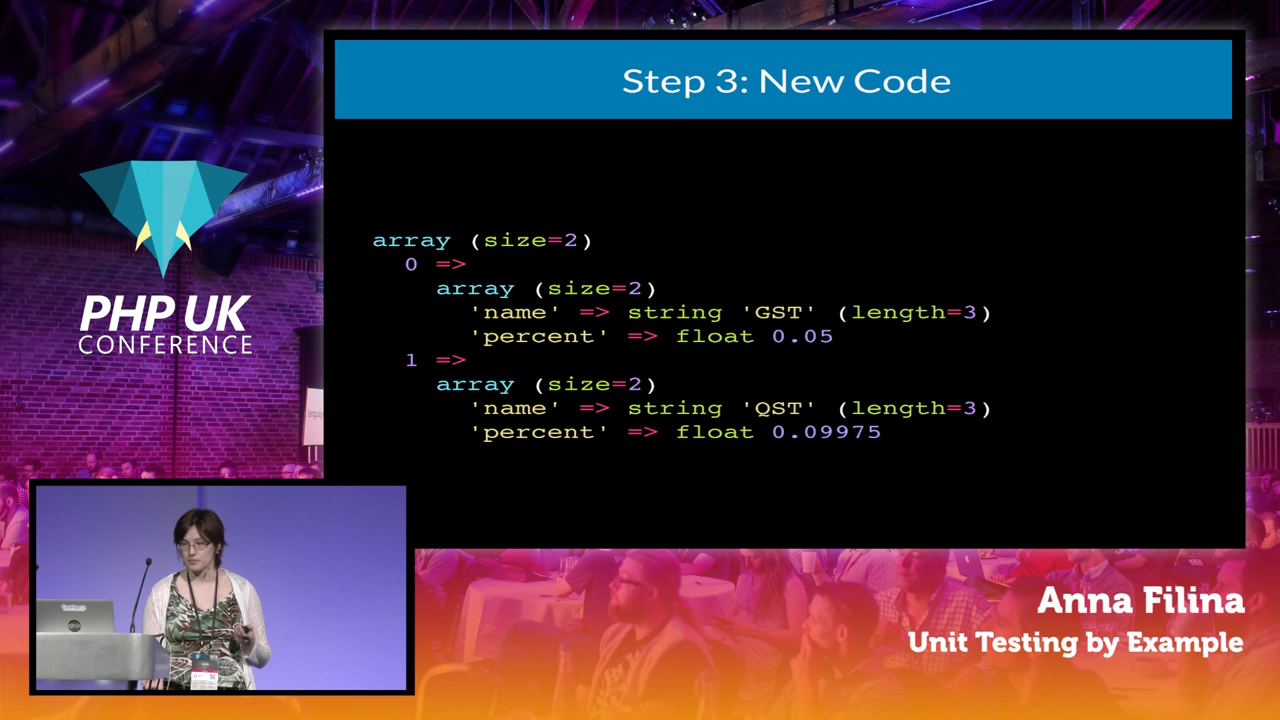 Step 3: New Code
array (size=2)
  0 =>
    array (size=2)
      'name' => string 'GST' (length=3)
      'percent' => float 0.05
  1 =>
    array (size=2)
      'name' => string 'QST' (length=3)
      'percent' => float 0.09975
PHP UK
CONFERENCE
Anna Filina
Unit Testing by Example